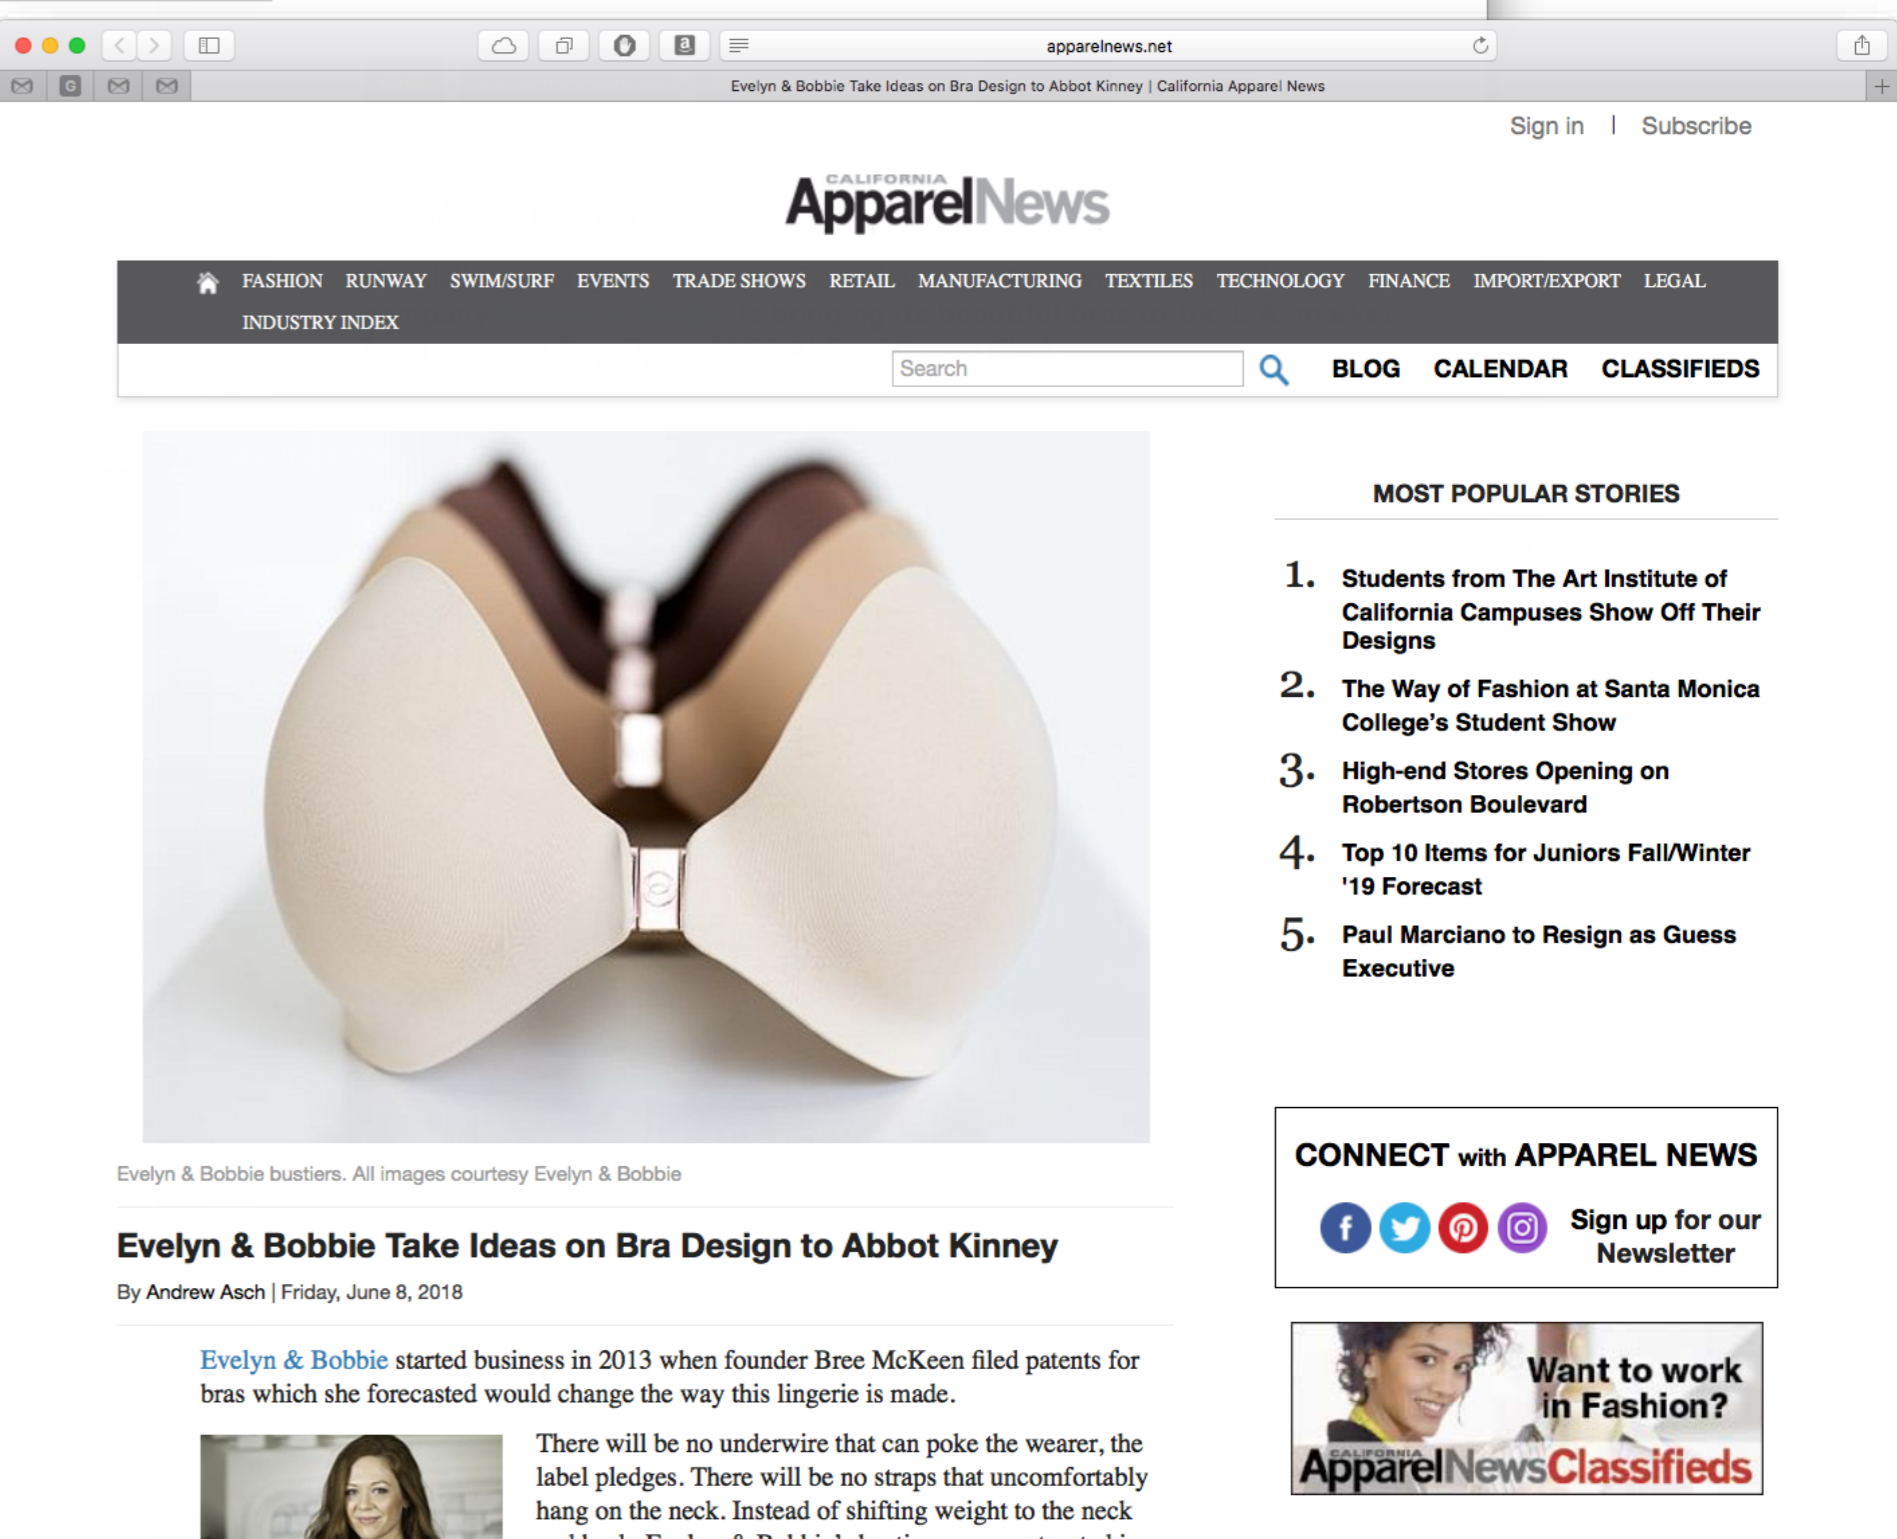 apparelnews.net
Evelyn & Bobbie Take Ideas on Bra Design to Abbot Kinney | California Apparel News
Sign in | Subscribe
CALIFORNIA
ApparelNews
FASHION RUNWAY SWIM/SURF EVENTS TRADE SHOWS RETAIL MANUFACTURING TEXTILES TECHNOLOGY FINANCE IMPORT/EXPORT LEGAL
INDUSTRY INDEX
Search BLOG CALENDAR CLASSIFIEDS
Evelyn & Bobbie bustiers. All images courtesy Evelyn & Bobbie
Evelyn & Bobbie Take Ideas on Bra Design to Abbot Kinney
By Andrew Asch | Friday, June 8, 2018
Evelyn & Bobbie started business in 2013 when founder Bree McKeen filed patents for
bras which she forecasted would change the way this lingerie is made.
There will be no underwire that can poke the wearer, the
label pledges. There will be no straps that uncomfortably
hang on the neck. Instead of shifting weight to the neck
MOST POPULAR STORIES
1. Students from The Art Institute of
California Campuses Show Off Their
Designs
2. The Way of Fashion at Santa Monica
College's Student Show
3. High-end Stores Opening on
Robertson Boulevard
4. Top 10 Items for Juniors Fall/Winter
'19 Forecast
5. Paul Marciano to Resign as Guess
Executive
CONNECT with APPAREL NEWS
Sign up for our
Newsletter
Want to work
in Fashion?
CALIFORNIA
ApparelNewsClassifieds